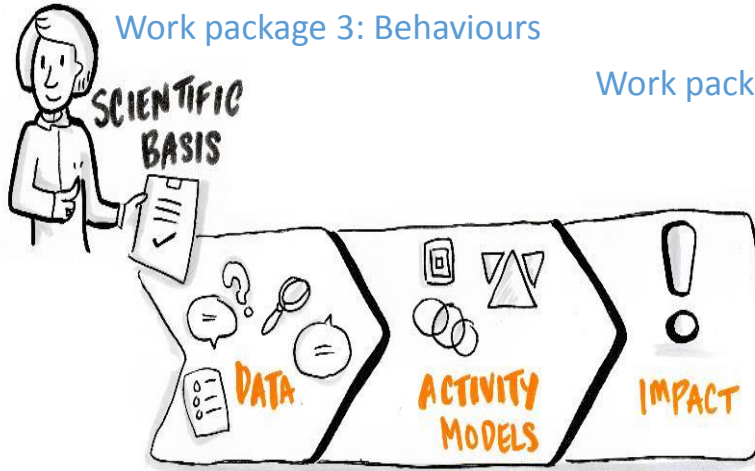 Work package 3: Behaviours
Work pack
SCIENTIFIC
BASIS
DATA
ACTIVITY
MODELS
IMPACT